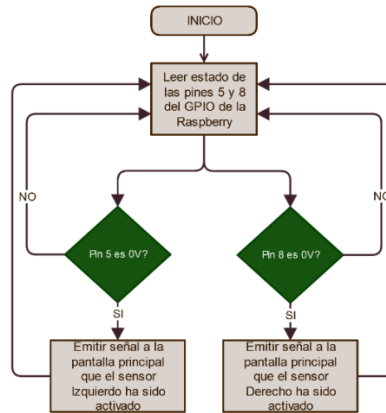 INICIO
Leer estado de
las pines 5 y 8
del GPIO de la
Raspberry
NO
NO
Pin 5 es 0V?
Pin 8 es 0V?
SI
SI
Emitir señal a la
pantalla principal
que el sensor
Izquierdo ha sido
activado
Emitir señal a la
pantalla principal
que el sensor
Derecho ha sido
activado